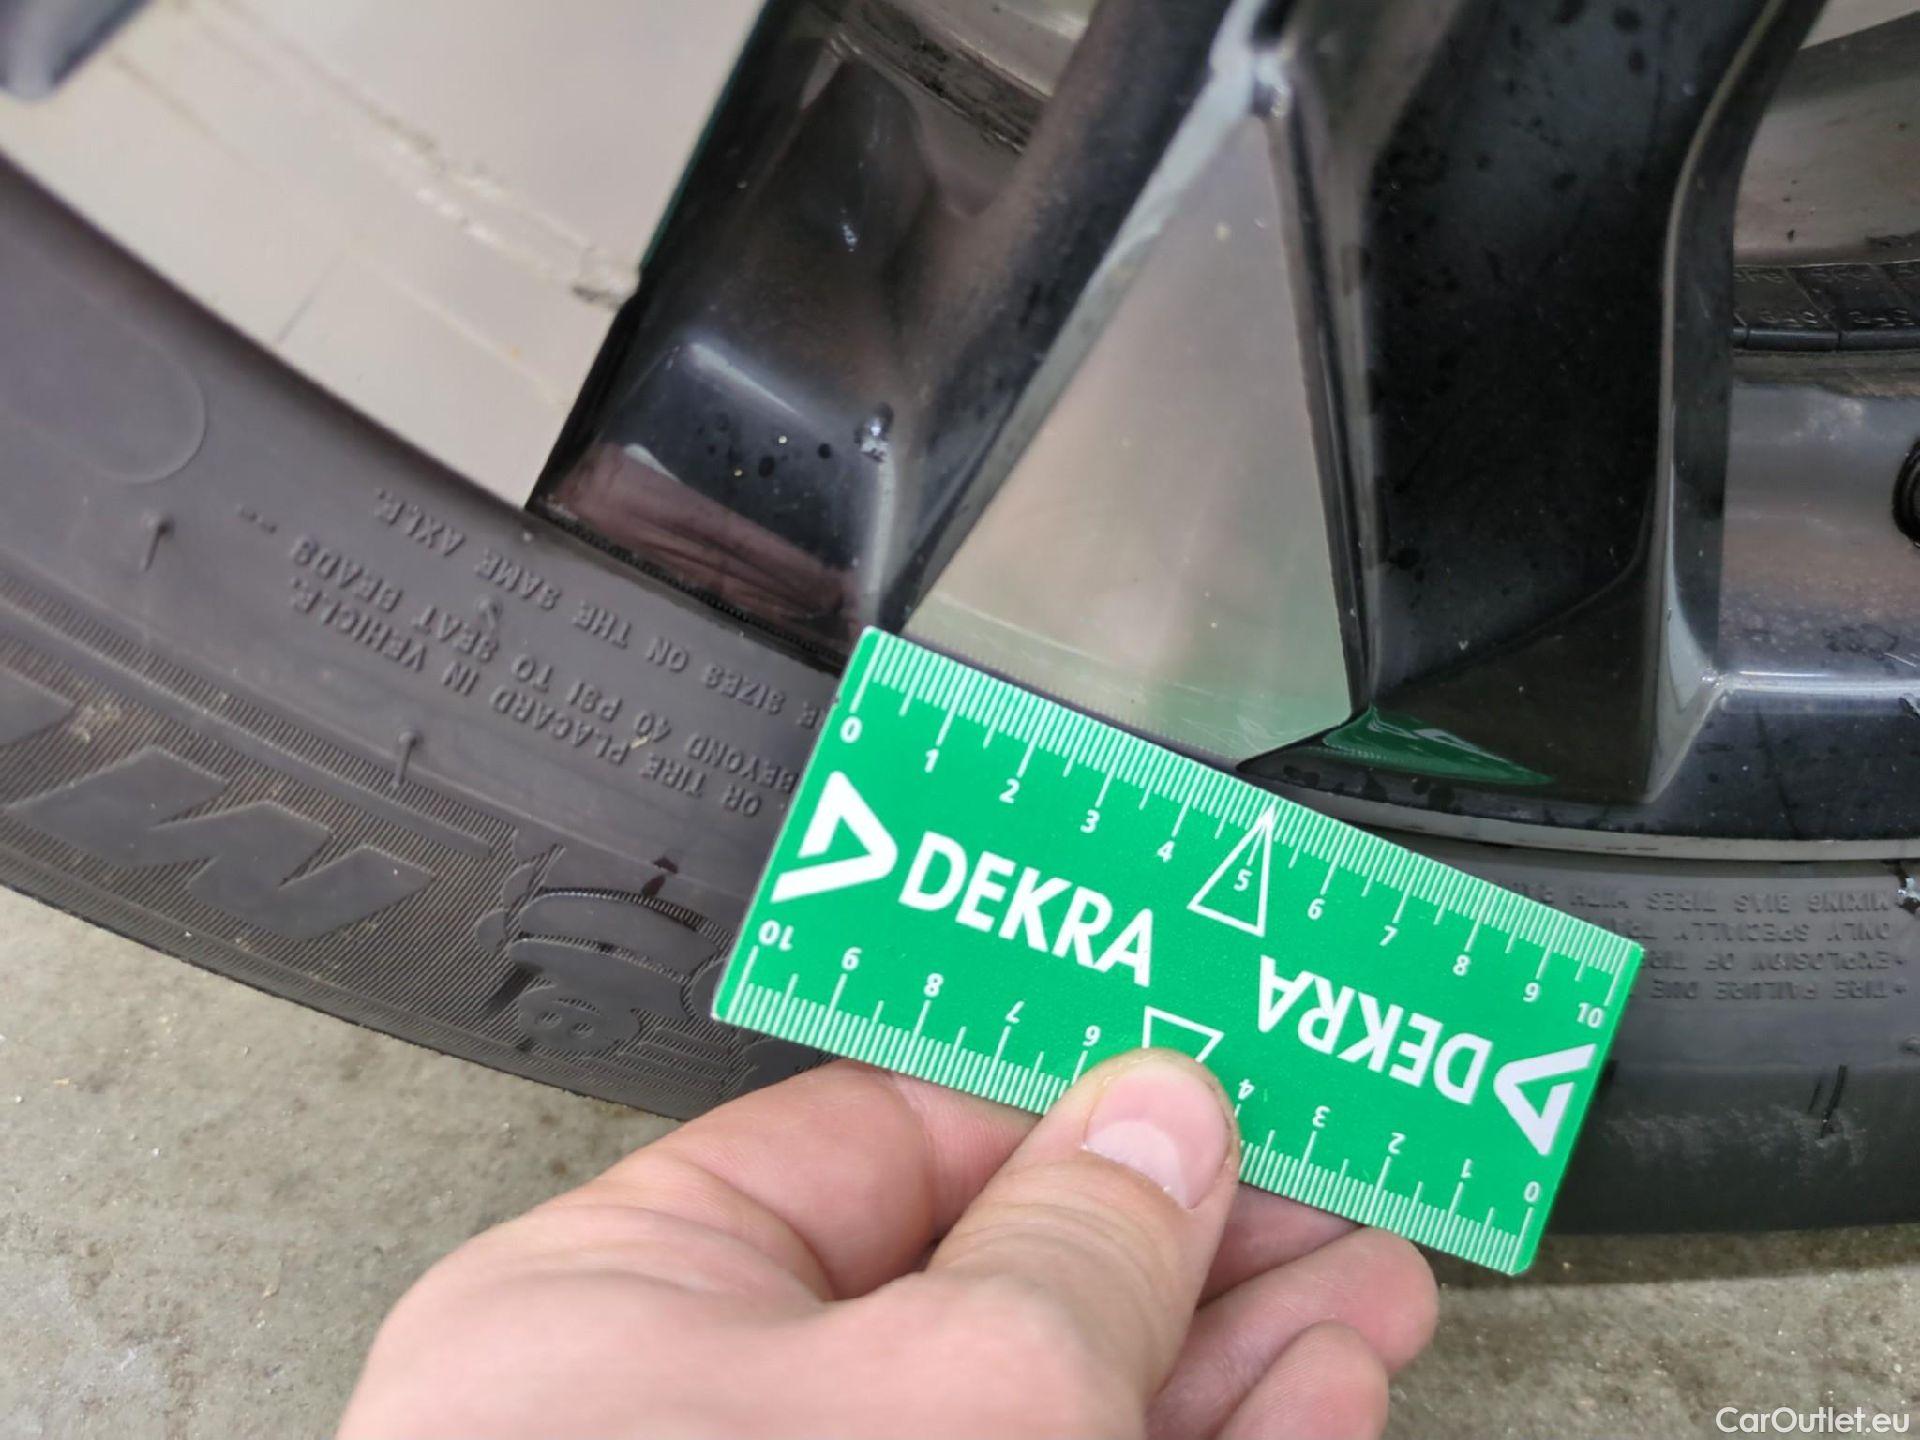 E SIZES ON THE SAME AXLE.
BEYOND 40 PSI TO SEAT BEADS
OR TIRE PLACARD IN VEHICLE.
0 1 2 3 4 5 6 7 8 9 10
DEKRA
DEKRA
10 9 8 7 6 4 3 2 1 0
• TIRE FAILURE DUE
• EXPLOSION OF TIRE
ONLY SPECIALLY TR
MIXING BIAS TIRES WITH
CarOutlet.eu